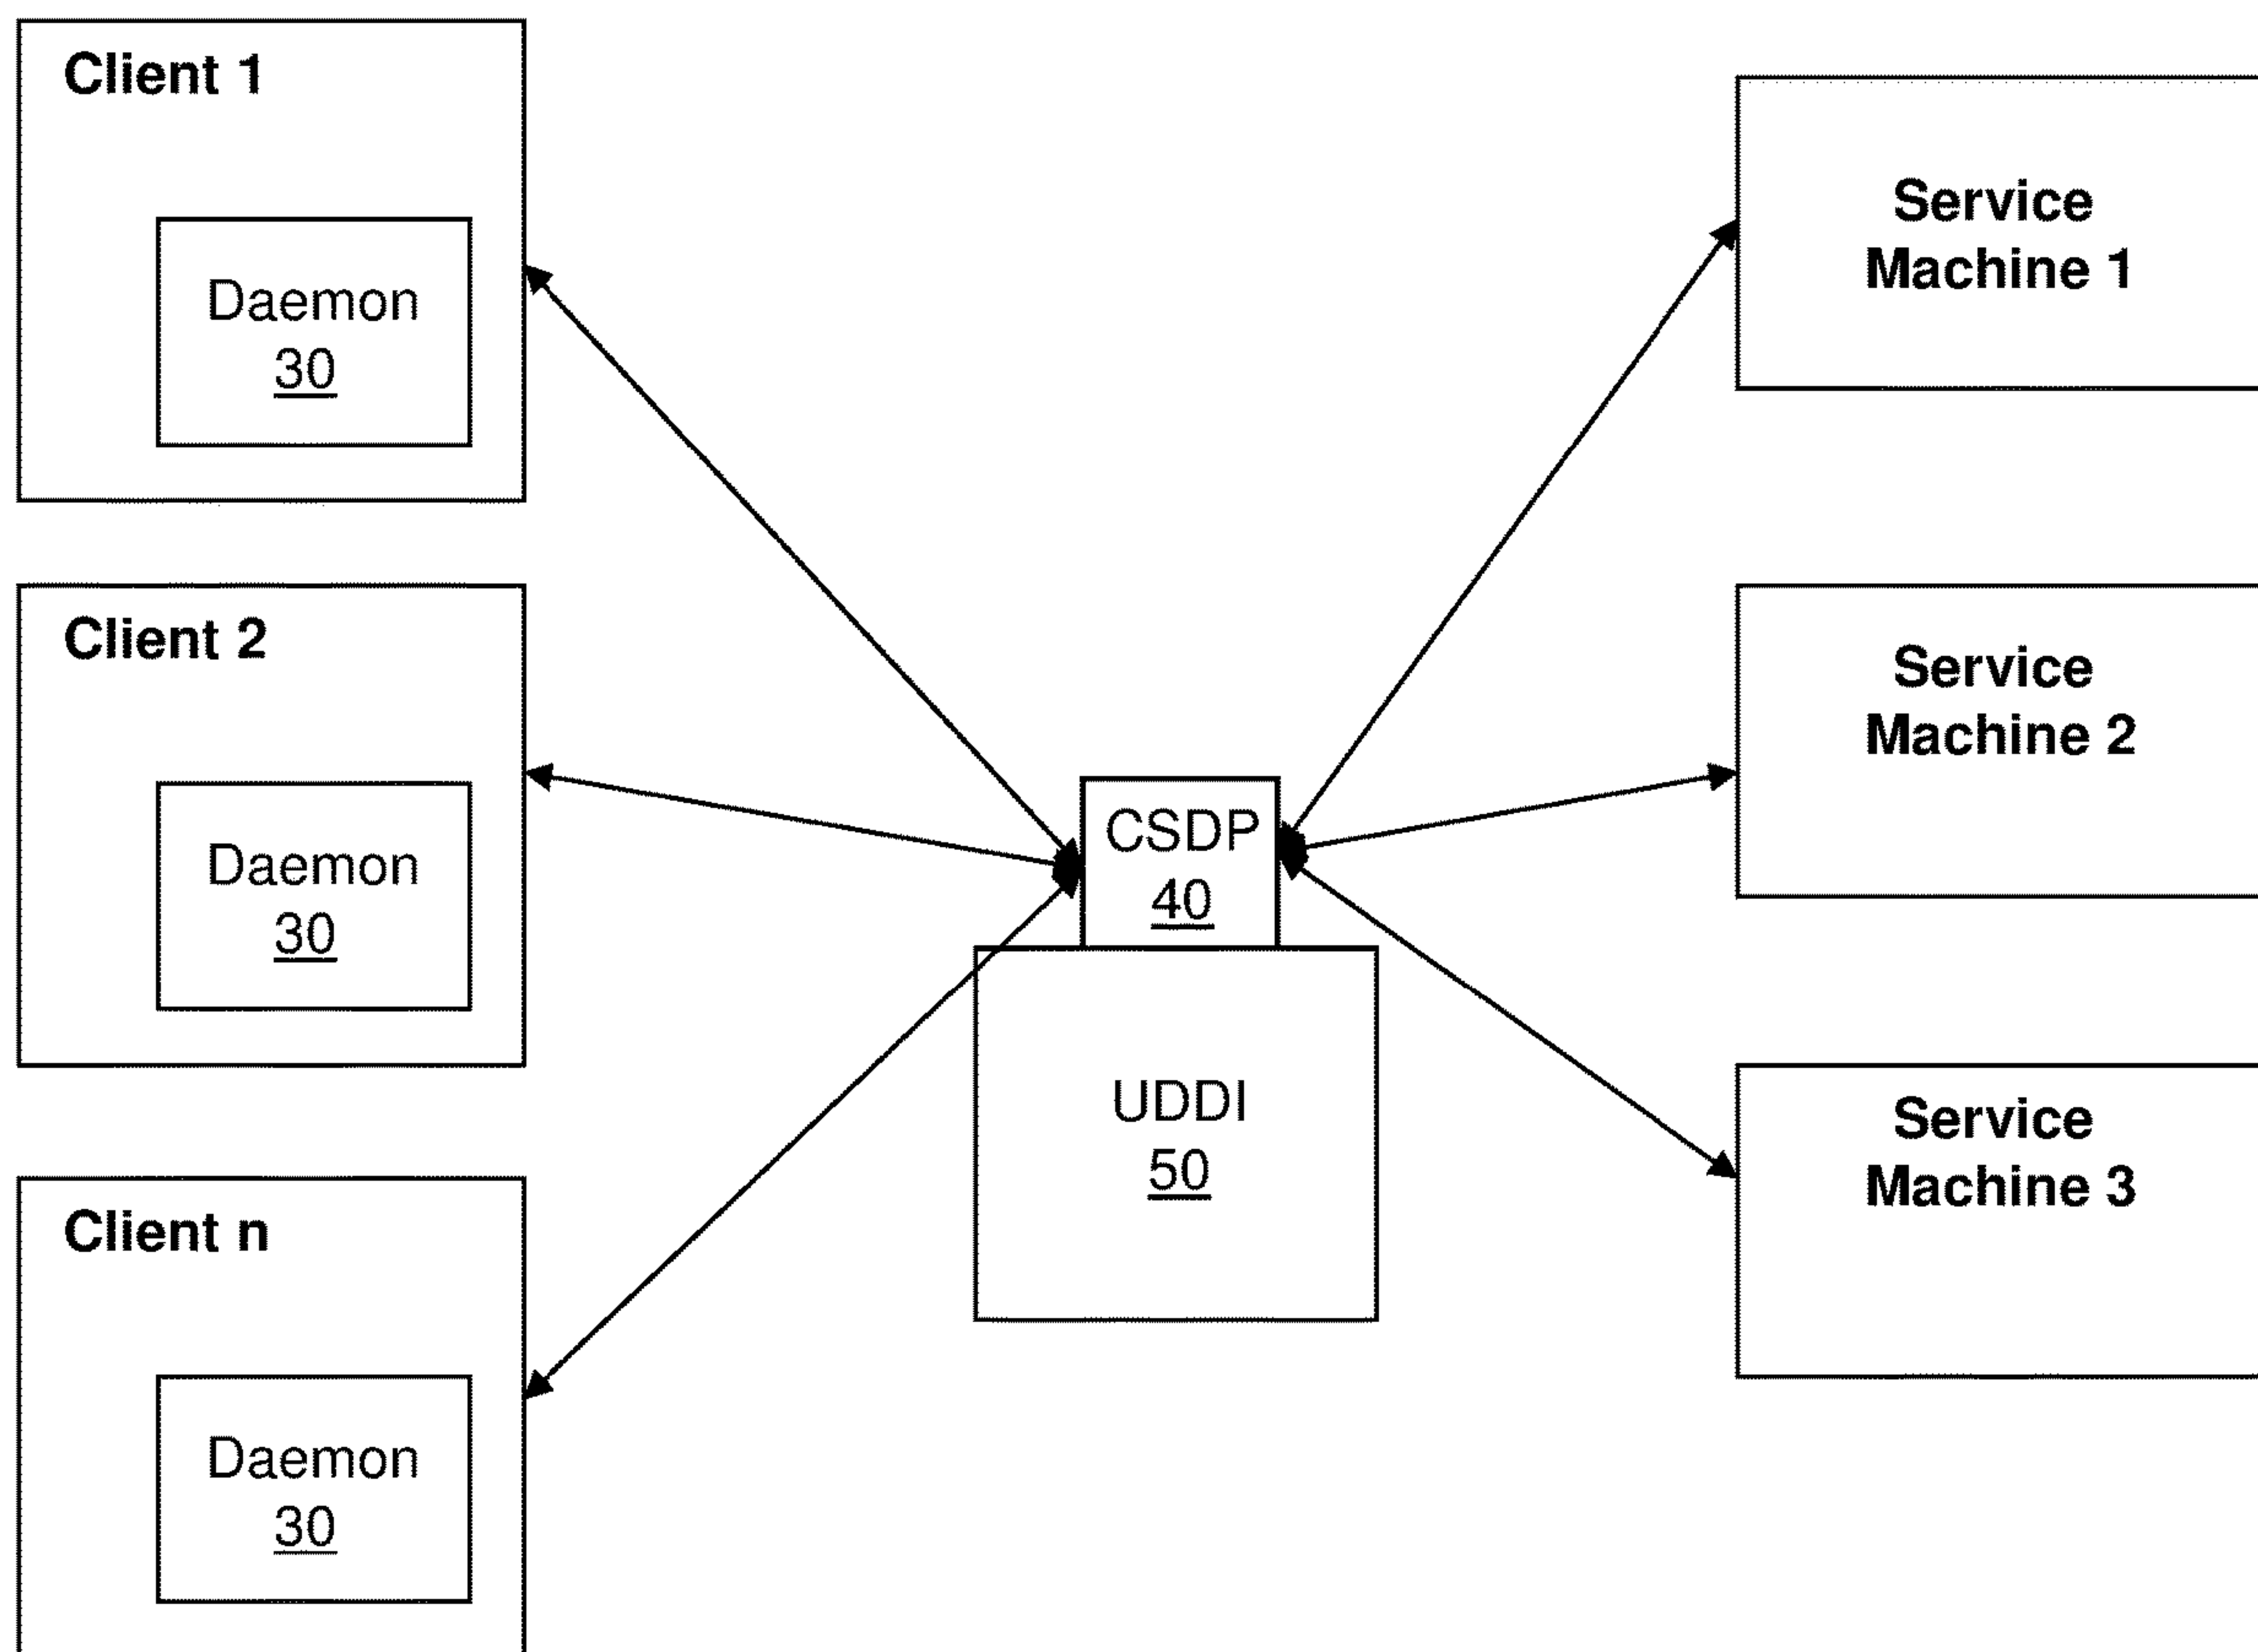 Client 1
Daemon
30
Client 2
Daemon
30
Client n
Daemon
30
CSDP
40
UDDI
50
Service
Machine 1
Service
Machine 2
Service
Machine 3